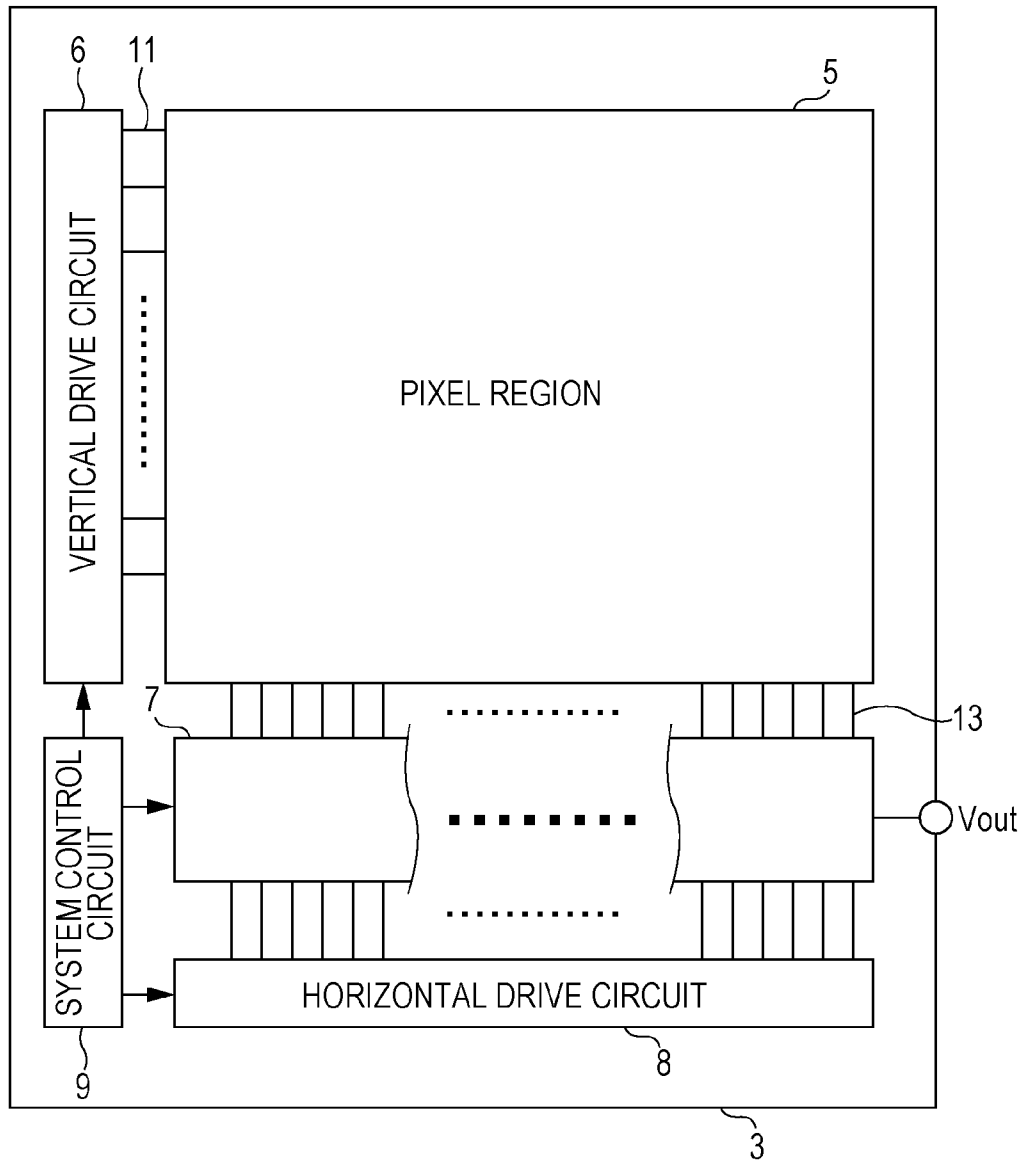 6
11
5
VERTICAL DRIVE CIRCUIT
PIXEL REGION
7
13
SYSTEM CONTROL
CIRCUIT
Vout
HORIZONTAL DRIVE CIRCUIT
9
8
3